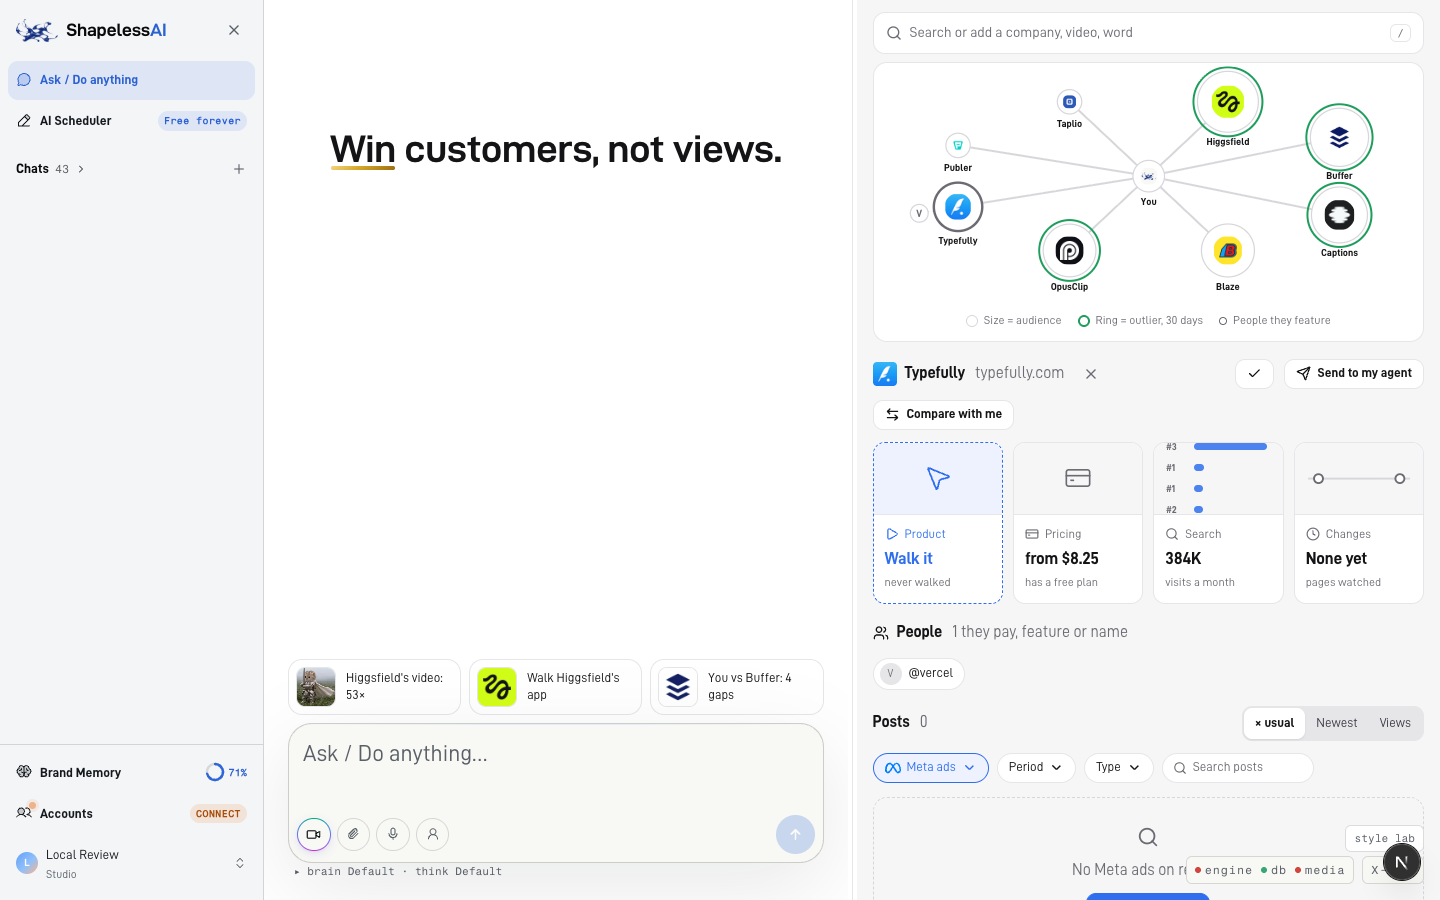 ShapelessAI
Ask / Do anything
AI Scheduler
Free forever
Chats 43
Brand Memory
71%
Accounts
CONNECT
L
Local Review
Studio
Win customers, not views.
Higgsfield's video:
53×
Walk Higgsfield's
app
You vs Buffer: 4
gaps
Ask / Do anything...
▸ brain Default · think Default
Search or add a company, video, word
/
Taplio
Higgsfield
Publer
Buffer
You
V
Typefully
Captions
OpusClip
Blaze
Size = audience
Ring = outlier, 30 days
People they feature
Typefully typefully.com
Send to my agent
Compare with me
Product
Walk it
never walked
Pricing
from $8.25
has a free plan
#3
#1
#1
#2
Search
384K
visits a month
Changes
None yet
pages watched
People 1 they pay, feature or name
V
@vercel
Posts 0
× usual
Newest
Views
Meta ads
Period
Type
Search posts
style lab
No Meta ads on
engine
db
media
N